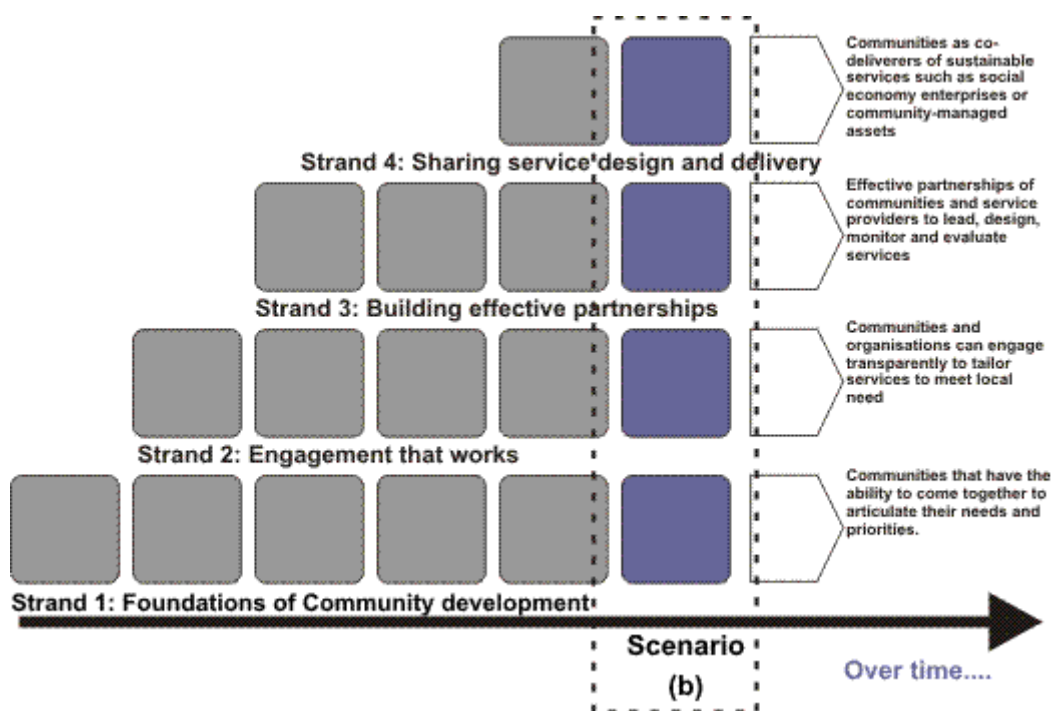 Communities as co-
deliverers of sustainable
services such as social
economy enterprises or
community-managed
assets
Strand 4: Sharing service design and delivery
Effective partnerships of
communities and service
providers to lead, design,
monitor and evaluate
services
Strand 3: Building effective partnerships
Communities and
organisations can engage
transparently to tailor
services to meet local
need
Strand 2: Engagement that works
Communities that have the
ability to come together to
articulate their needs and
priorities.
Strand 1: Foundations of Community development
Scenario
(b)
Over time....